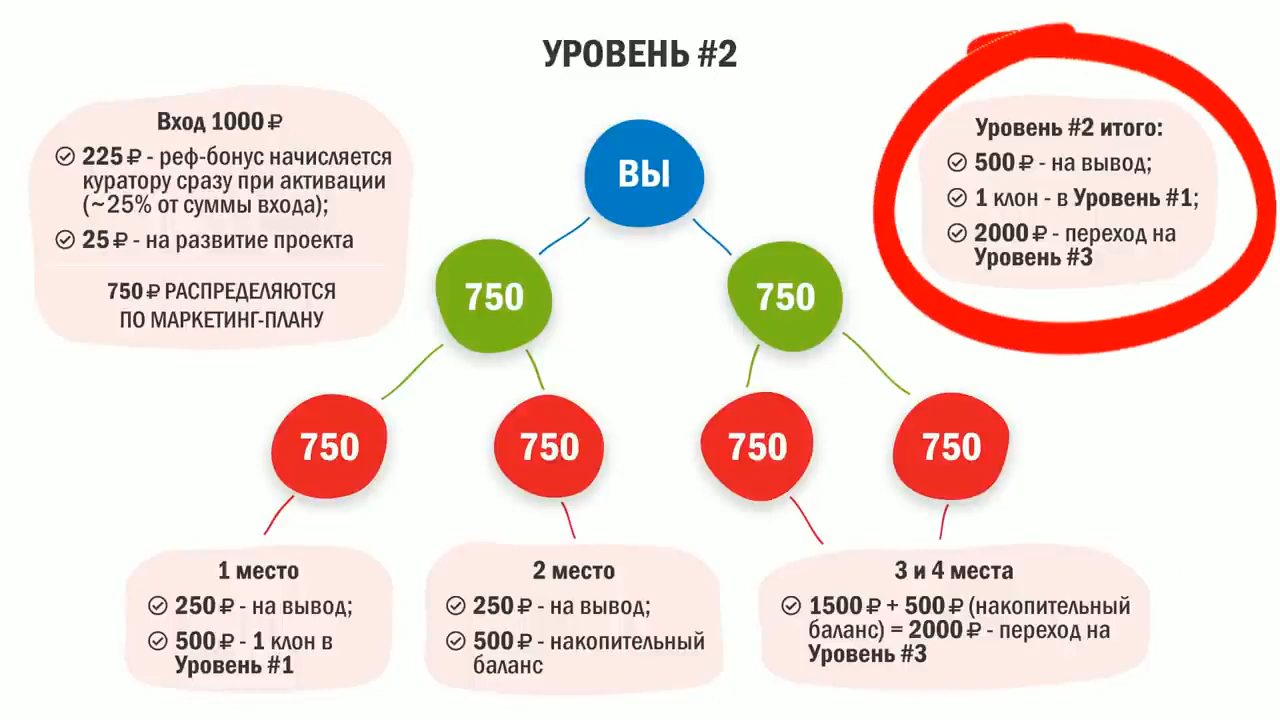 УРОВЕНЬ #2
Вход 1000 ₽
225 ₽ - реф-бонус начисляется
куратору сразу при активации
(~25% от суммы входа);
25 ₽ - на развитие проекта
750 ₽ РАСПРЕДЕЛЯЮТСЯ
ПО МАРКЕТИНГ-ПЛАНУ
Уровень #2 итого:
500 ₽ - на вывод;
1 клон - в Уровень #1;
2000 ₽ - переход на
Уровень #3
ВЫ
750
750
750
750
750
750
1 место
250 ₽ - на вывод;
500 ₽ - 1 клон в
Уровень #1
2 место
250 ₽ - на вывод;
500 ₽ - накопительный
баланс
3 и 4 места
1500 ₽ + 500 ₽ (накопительный
баланс) = 2000 ₽ - переход на
Уровень #3